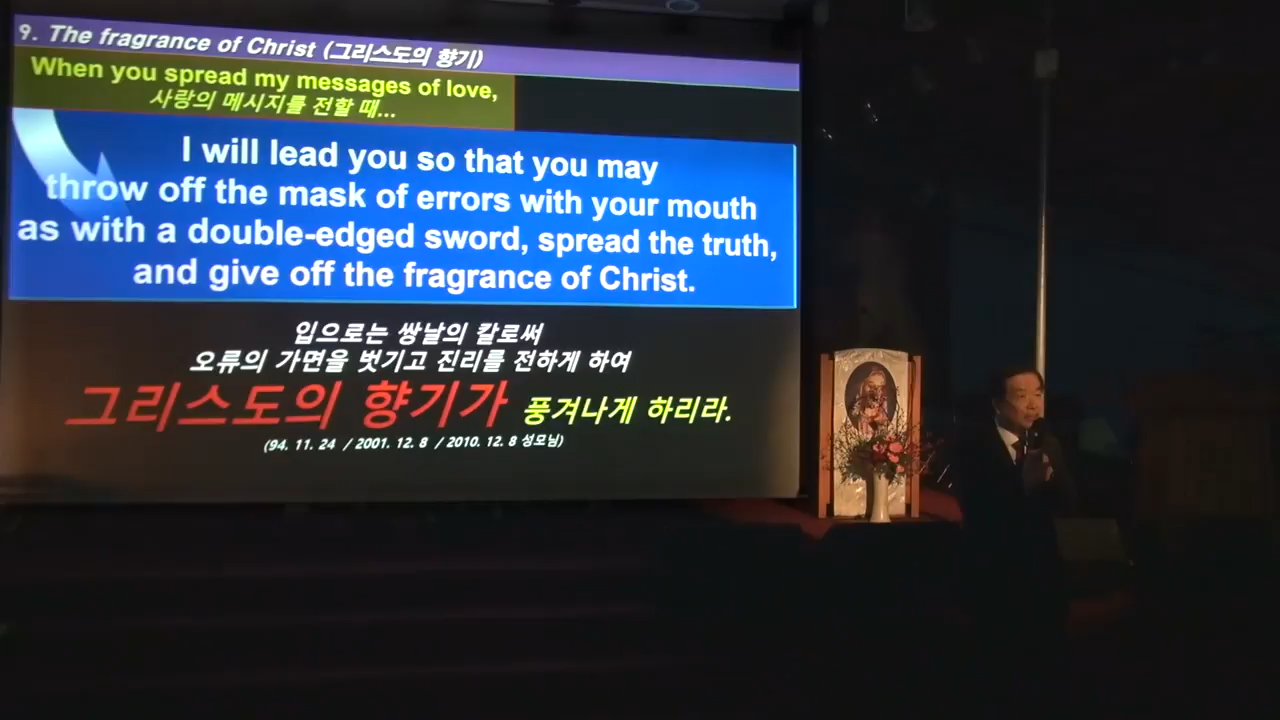 9. The fragrance of Christ (그리스도의 향기)
When you spread my messages of love,
사랑의 메시지를 전할 때...
I will lead you so that you may
throw off the mask of errors with your mouth
as with a double-edged sword, spread the truth,
and give off the fragrance of Christ.
입으로는 쌍날의 칼로써
오류의 가면을 벗기고 진리를 전하게 하여
그리스도의 향기가 풍겨나게 하리라.
(94. 11. 24 / 2001. 12. 8 / 2010. 12. 8 성모님)